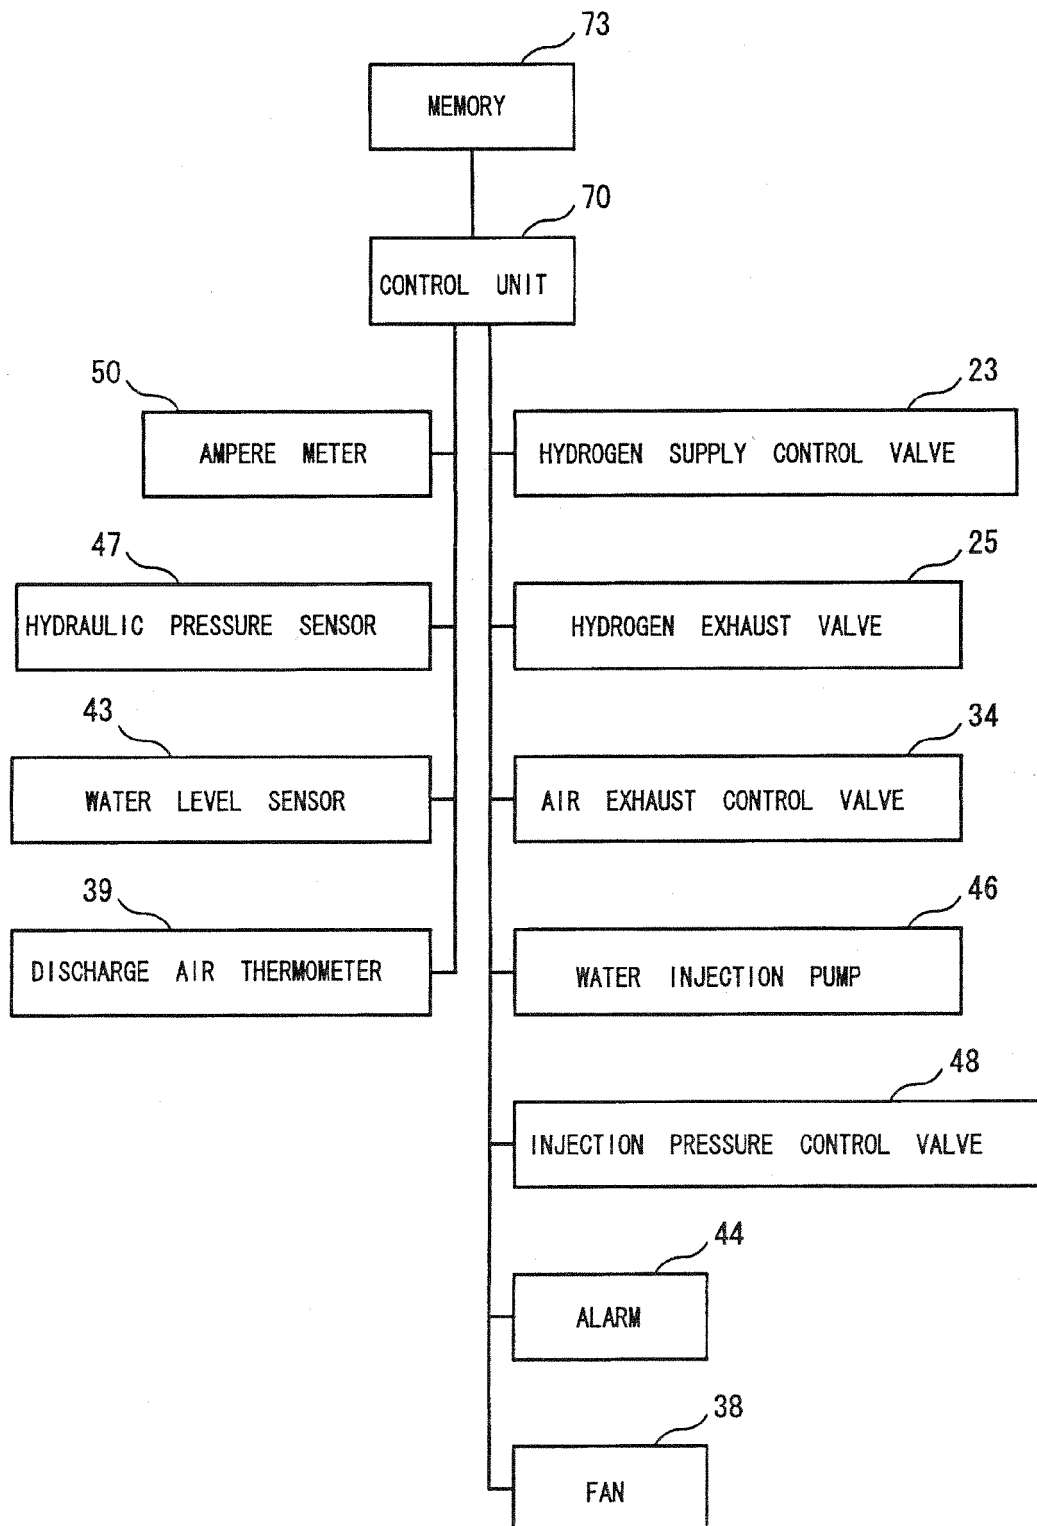 73
MEMORY
70
CONTROL UNIT
50
AMPERE METER
23
HYDROGEN SUPPLY CONTROL VALVE
47
HYDRAULIC PRESSURE SENSOR
25
HYDROGEN EXHAUST VALVE
43
WATER LEVEL SENSOR
34
AIR EXHAUST CONTROL VALVE
39
DISCHARGE AIR THERMOMETER
46
WATER INJECTION PUMP
48
INJECTION PRESSURE CONTROL VALVE
44
ALARM
38
FAN